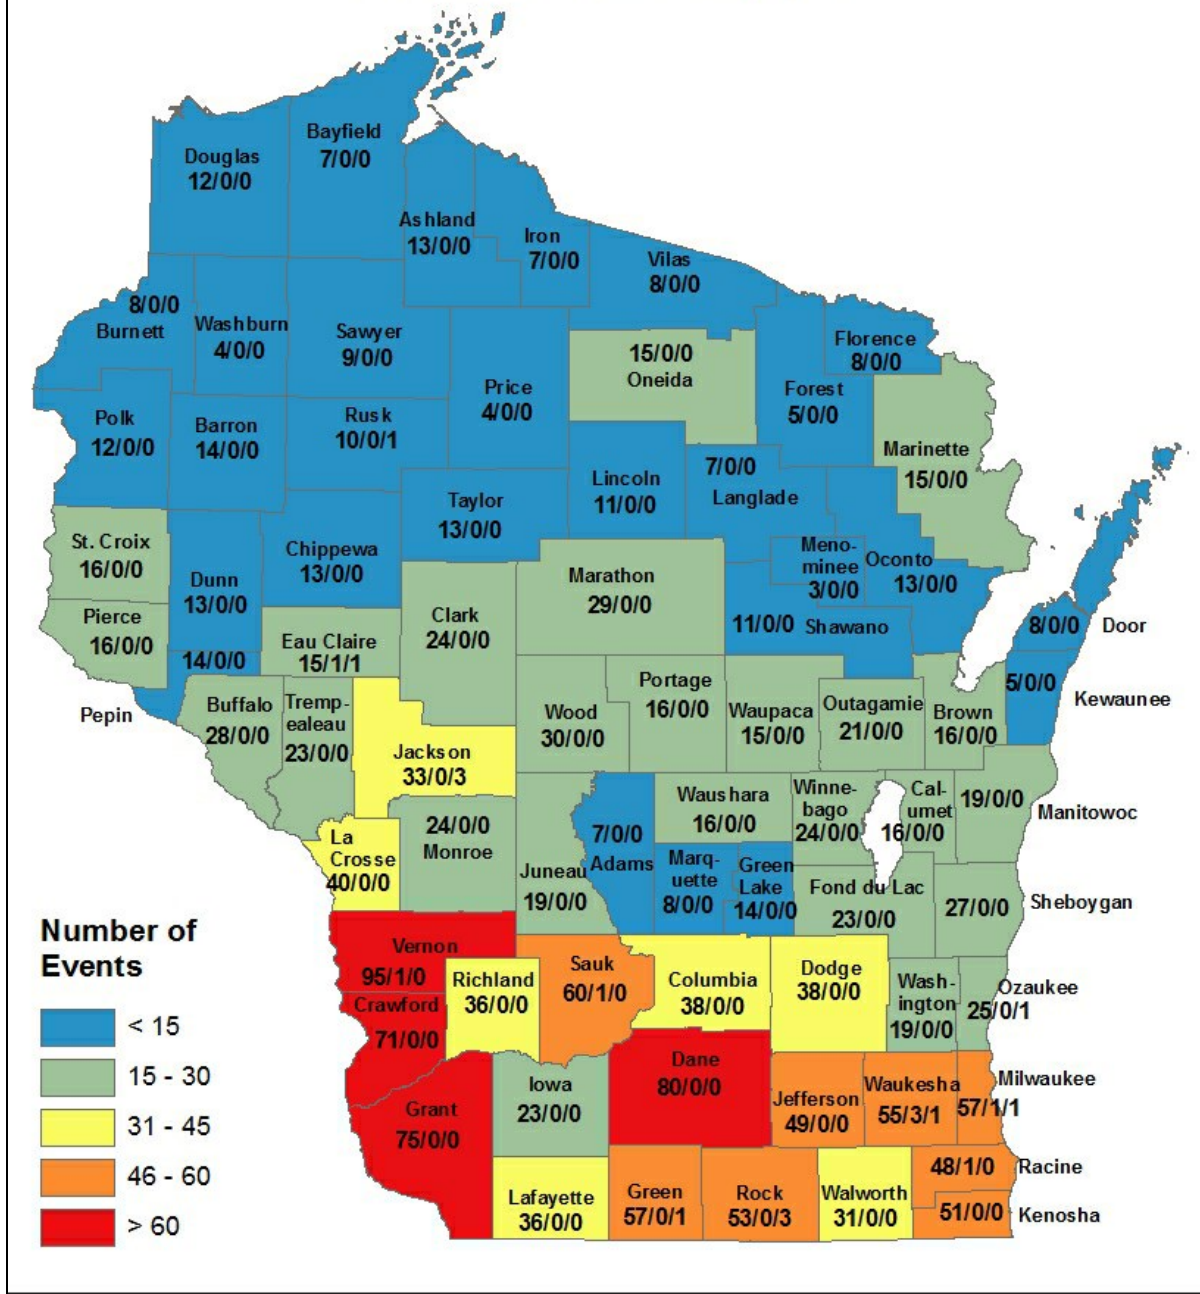 Bayfield
7/0/0
Douglas
12/0/0
Ashland
13/0/0
Iron
7/0/0
Vilas
8/0/0
8/0/0
Burnett
Washburn
4/0/0
Sawyer
9/0/0
15/0/0
Oneida
Florence
8/0/0
Price
4/0/0
Forest
5/0/0
Polk
12/0/0
Barron
14/0/0
Rusk
10/0/1
Marinette
15/0/0
Lincoln
11/0/0
7/0/0
Langlade
Taylor
13/0/0
St. Croix
16/0/0
Dunn
13/0/0
Chippewa
13/0/0
Meno-
minee
3/0/0
Oconto
13/0/0
Marathon
29/0/0
Pierce
16/0/0
Clark
24/0/0
Eau Claire
15/1/1
11/0/0 Shawano
8/0/0 Door
14/0/0
Pepin
5/0/0
Kewaunee
Buffalo
28/0/0
Tremp-
ealeau
23/0/0
Portage
16/0/0
Wood
30/0/0
Waupaca
15/0/0
Outagamie
21/0/0
Brown
16/0/0
Jackson
33/0/3
Waushara
16/0/0
Winne-
bago
24/0/0
Cal-
umet
16/0/0
19/0/0 Manitowoc
24/0/0
Monroe
7/0/0
Adams
La
Crosse
40/0/0
Juneau
19/0/0
Marq-
uette
8/0/0
Green
Lake
14/0/0
Fond du Lac
23/0/0
27/0/0 Sheboygan
Vernon
95/1/0
Richland
36/0/0
Sauk
60/1/0
Columbia
38/0/0
Dodge
38/0/0
Wash-
ington
19/0/0
Ozaukee
25/0/1
Crawford
71/0/0
Dane
80/0/0
Iowa
23/0/0
Jefferson
49/0/0
Waukesha
55/3/1
Milwaukee
57/1/1
Grant
75/0/0
Lafayette
36/0/0
Green
57/0/1
Rock
53/0/3
Walworth
31/0/0
48/1/0 Racine
51/0/0 Kenosha
Number of
Events
< 15
15 - 30
31 - 45
46 - 60
> 60